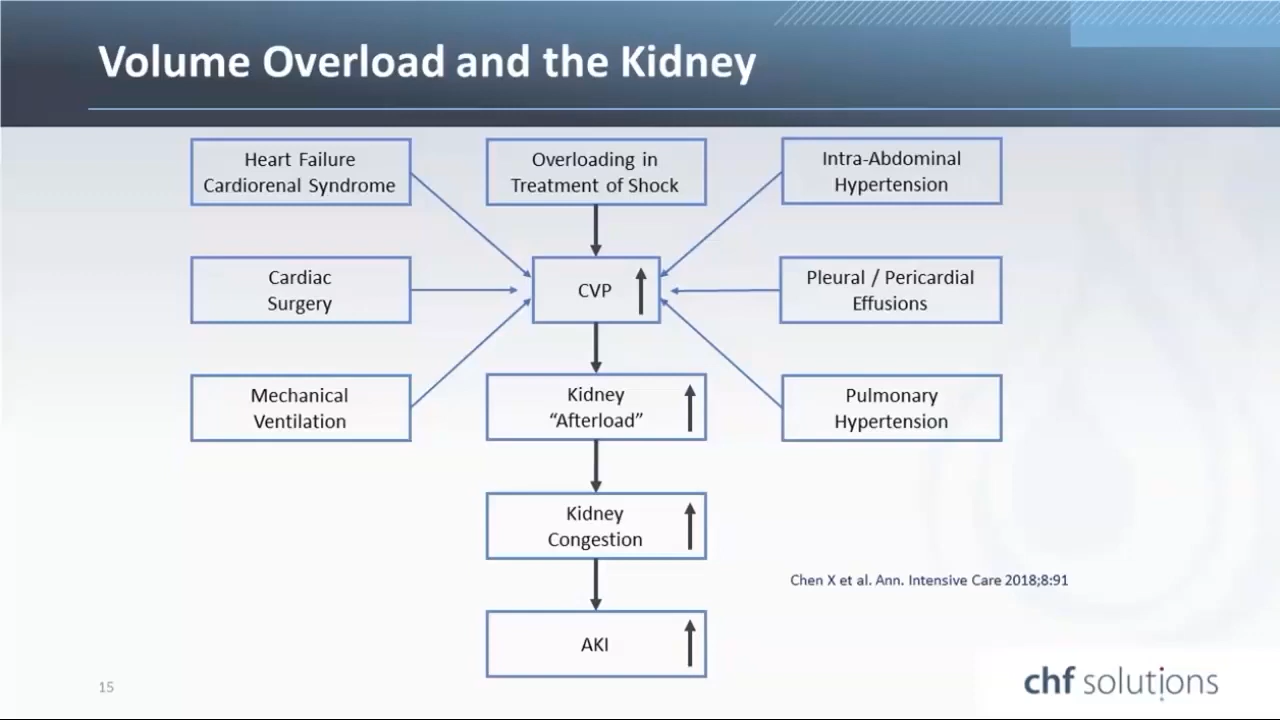 Volume Overload and the Kidney
Heart Failure
Cardiorenal Syndrome
Overloading in
Treatment of Shock
Intra-Abdominal
Hypertension
Cardiac
Surgery
CVP
Pleural / Pericardial
Effusions
Mechanical
Ventilation
Kidney
“Afterload”
Pulmonary
Hypertension
Kidney
Congestion
Chen X et al. Ann. Intensive Care 2018;8:91
AKI
15
chf solutions